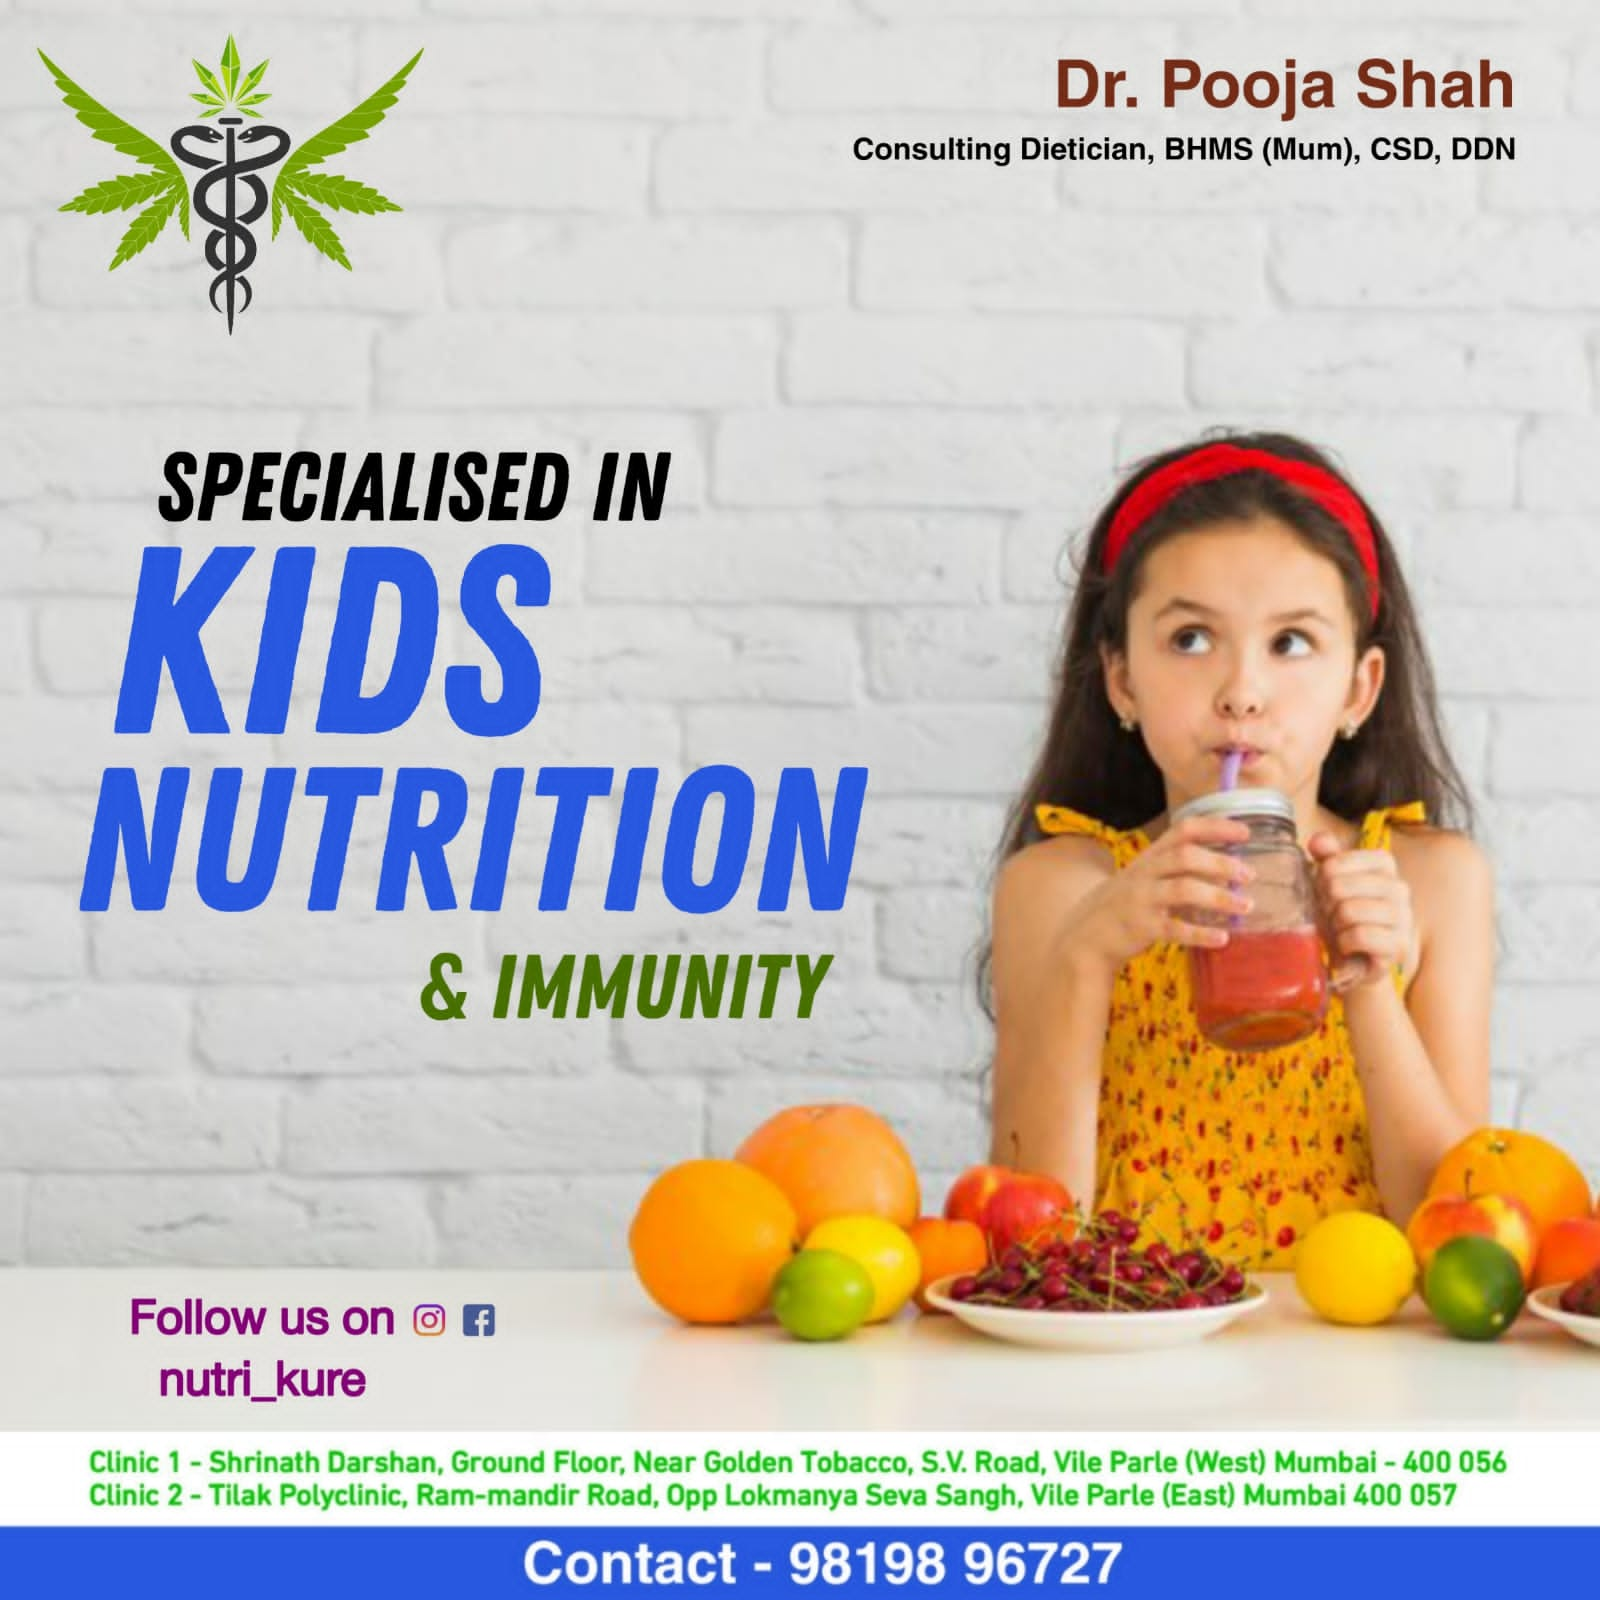 Dr. Pooja Shah
Consulting Dietician, BHMS (Mum), CSD, DDN
SPECIALISED IN
KIDS
NUTRITION
& IMMUNITY
Follow us on
nutri_kure
Clinic 1 - Shrinath Darshan, Ground Floor, Near Golden Tobacco, S.V. Road, Vile Parle (West) Mumbai - 400 056
Clinic 2 - Tilak Polyclinic, Ram-mandir Road, Opp Lokmanya Seva Sangh, Vile Parle (East) Mumbai 400 057
Contact - 98198 96727